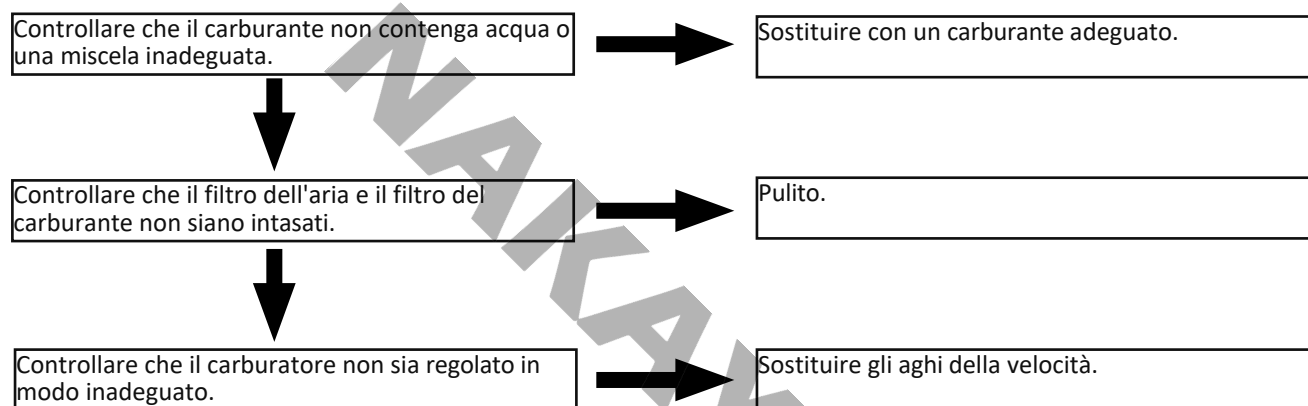 Controllare che il carburante non contenga acqua o
una miscela inadeguata.
Sostituire con un carburante adeguato.
Controllare che il filtro dell'aria e il filtro del
carburante non siano intasati.
Pulito.
Controllare che il carburatore non sia regolato in
modo inadeguato.
Sostituire gli aghi della velocità.